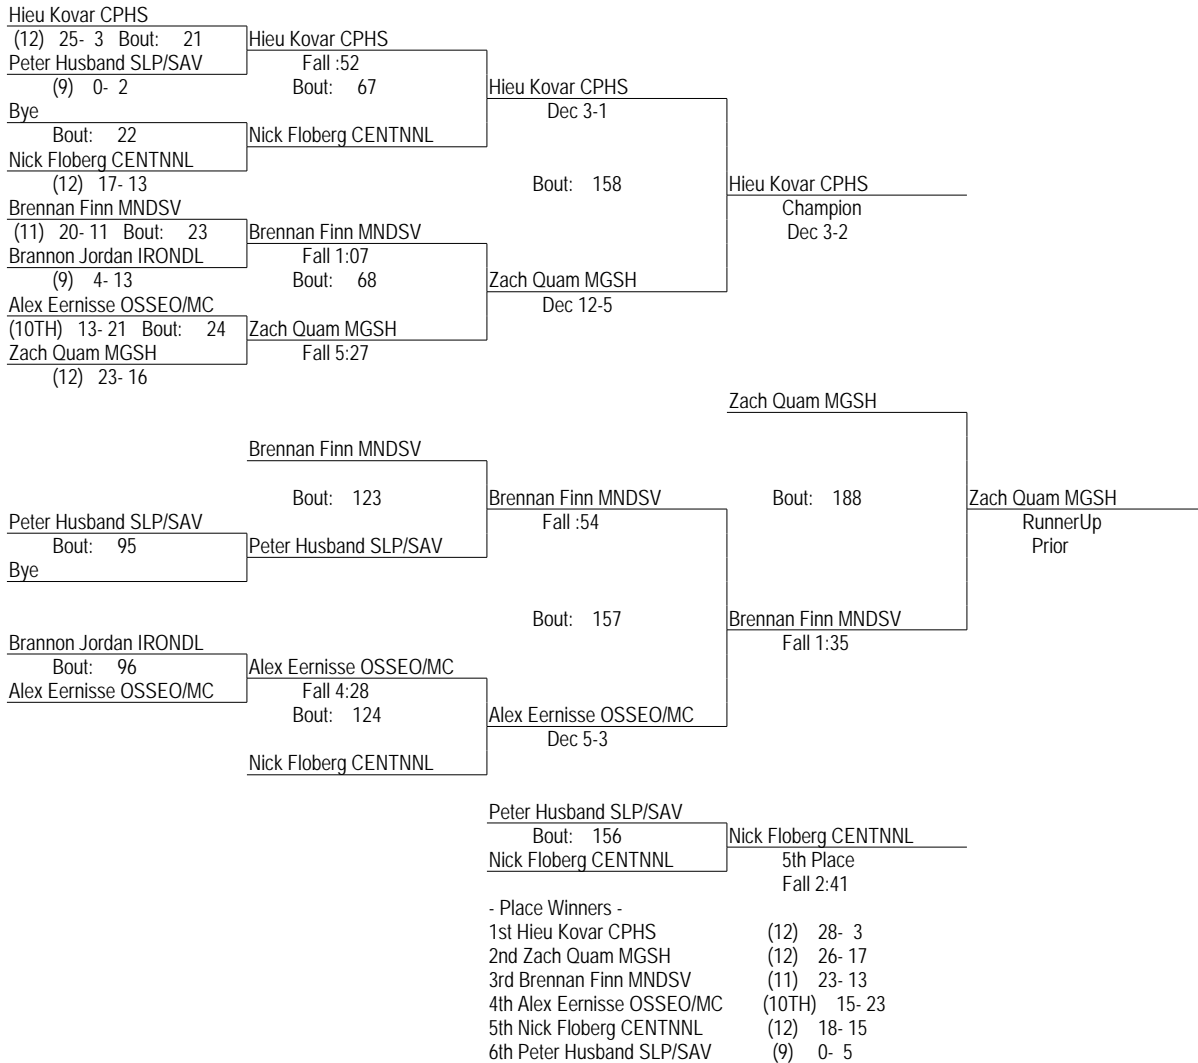 Hieu Kovar CPHS
(12) 25- 3 Bout: 21 Hieu Kovar CPHS
Peter Husband SLP/SAV Fall :52
(9) 0- 2 Bout: 67 Hieu Kovar CPHS
Bye Dec 3-1
Bout: 22 Nick Floberg CENTNNL
Nick Floberg CENTNNL
(12) 17- 13 Bout: 158 Hieu Kovar CPHS
Brennan Finn MNDSV Champion
(11) 20- 11 Bout: 23 Brennan Finn MNDSV Dec 3-2
Brannon Jordan IRONDL Fall 1:07
(9) 4- 13 Bout: 68 Zach Quam MGSH
Alex Eernisse OSSEO/MC Dec 12-5
(10TH) 13- 21 Bout: 24 Zach Quam MGSH
Zach Quam MGSH Fall 5:27
(12) 23- 16
Zach Quam MGSH
Brennan Finn MNDSV
Bout: 123 Brennan Finn MNDSV Bout: 188 Zach Quam MGSH
Peter Husband SLP/SAV Fall :54 RunnerUp
Bout: 95 Peter Husband SLP/SAV Prior
Bye
Bout: 157 Brennan Finn MNDSV
Brannon Jordan IRONDL Fall 1:35
Bout: 96 Alex Eernisse OSSEO/MC
Alex Eernisse OSSEO/MC Fall 4:28
Bout: 124 Alex Eernisse OSSEO/MC
Dec 5-3
Nick Floberg CENTNNL
Peter Husband SLP/SAV
Bout: 156 Nick Floberg CENTNNL
Nick Floberg CENTNNL 5th Place
Fall 2:41
- Place Winners -
1st Hieu Kovar CPHS (12) 28- 3
2nd Zach Quam MGSH (12) 26- 17
3rd Brennan Finn MNDSV (11) 23- 13
4th Alex Eernisse OSSEO/MC (10TH) 15- 23
5th Nick Floberg CENTNNL (12) 18- 15
6th Peter Husband SLP/SAV (9) 0- 5